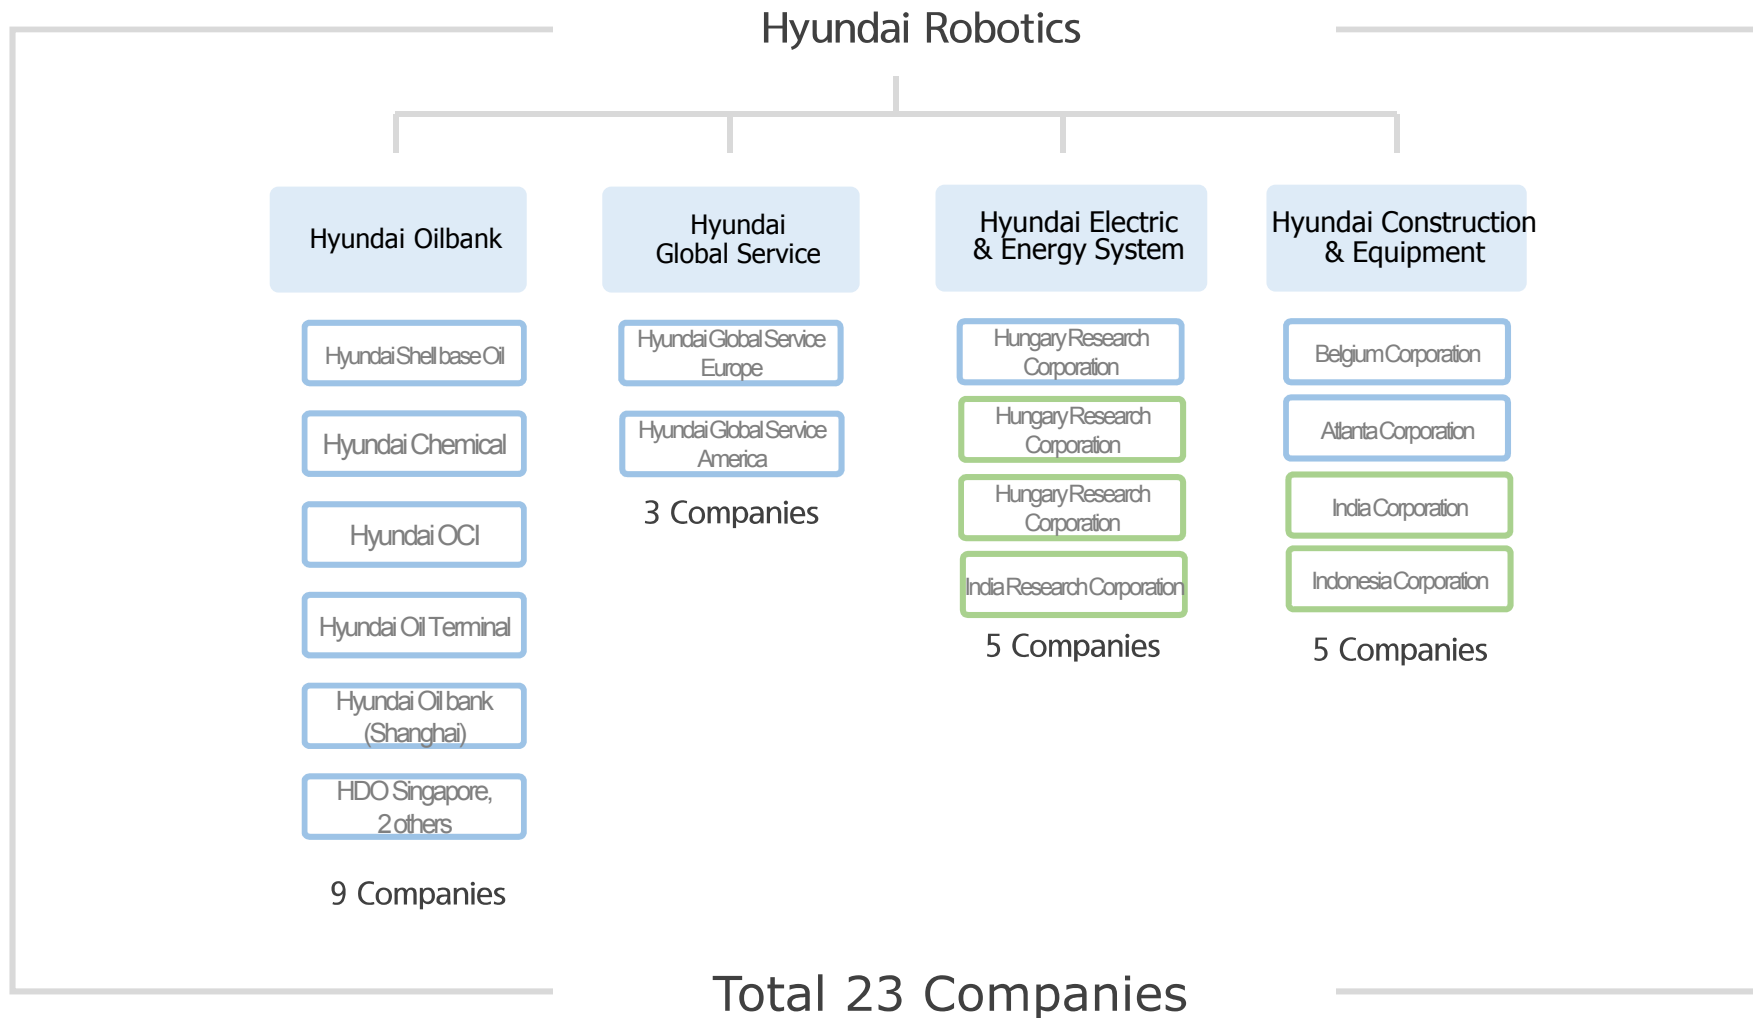 Hyundai Robotics
Hyundai Oilbank
Hyundai Shell base Oil
Hyundai Chemical
Hyundai OCI
Hyundai Oil Terminal
Hyundai Oil bank
(Shanghai)
HDO Singapore,
2 others
9 Companies
Hyundai
Global Service
Hyundai Global Service
Europe
Hyundai Global Service
America
3 Companies
Hyundai Electric
& Energy System
Hungary Research
Corporation
Hungary Research
Corporation
Hungary Research
Corporation
India Research Corporation
5 Companies
Hyundai Construction
& Equipment
Belgium Corporation
Atlanta Corporation
India Corporation
Indonesia Corporation
5 Companies
Total 23 Companies